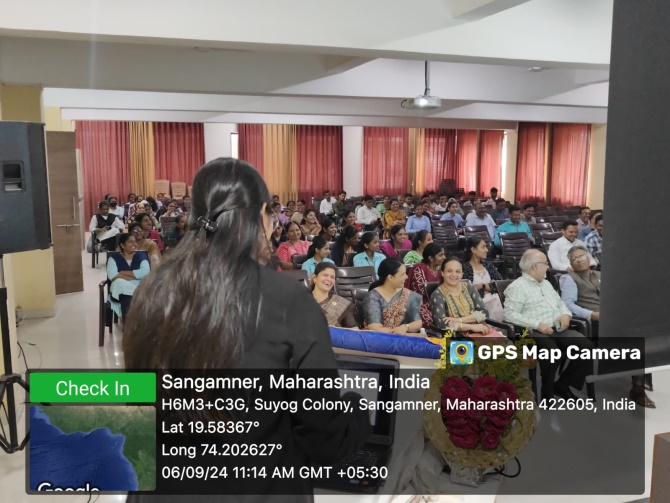 GPS Map Camera
Check In
Sangamner, Maharashtra, India
H6M3+C3G, Suyog Colony, Sangamner, Maharashtra 422605, India
Lat 19.58367°
Long 74.202627°
06/09/24 11:14 AM GMT +05:30
Google